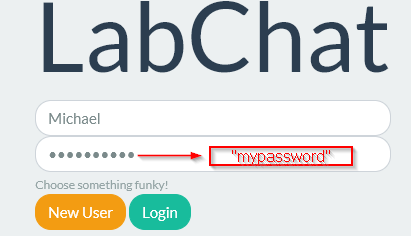 LabChat
Michael
•••••••••• "mypassword"
Choose something funky!
New User Login